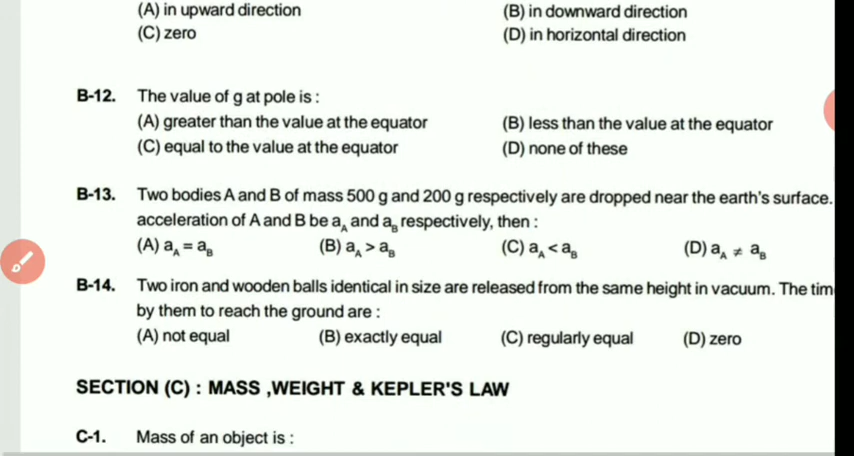 (A) in upward direction (B) in downward direction
(C) zero (D) in horizontal direction
B-12. The value of g at pole is :
(A) greater than the value at the equator (B) less than the value at the equator
(C) equal to the value at the equator (D) none of these
B-13. Two bodies A and B of mass 500 g and 200 g respectively are dropped near the earth's surface.
acceleration of A and B be aA and aB respectively, then :
(A) aA = aB (B) aA > aB (C) aA < aB (D) aA ≠ aB
B-14. Two iron and wooden balls identical in size are released from the same height in vacuum. The tim
by them to reach the ground are :
(A) not equal (B) exactly equal (C) regularly equal (D) zero
SECTION (C) : MASS ,WEIGHT & KEPLER'S LAW
C-1. Mass of an object is :